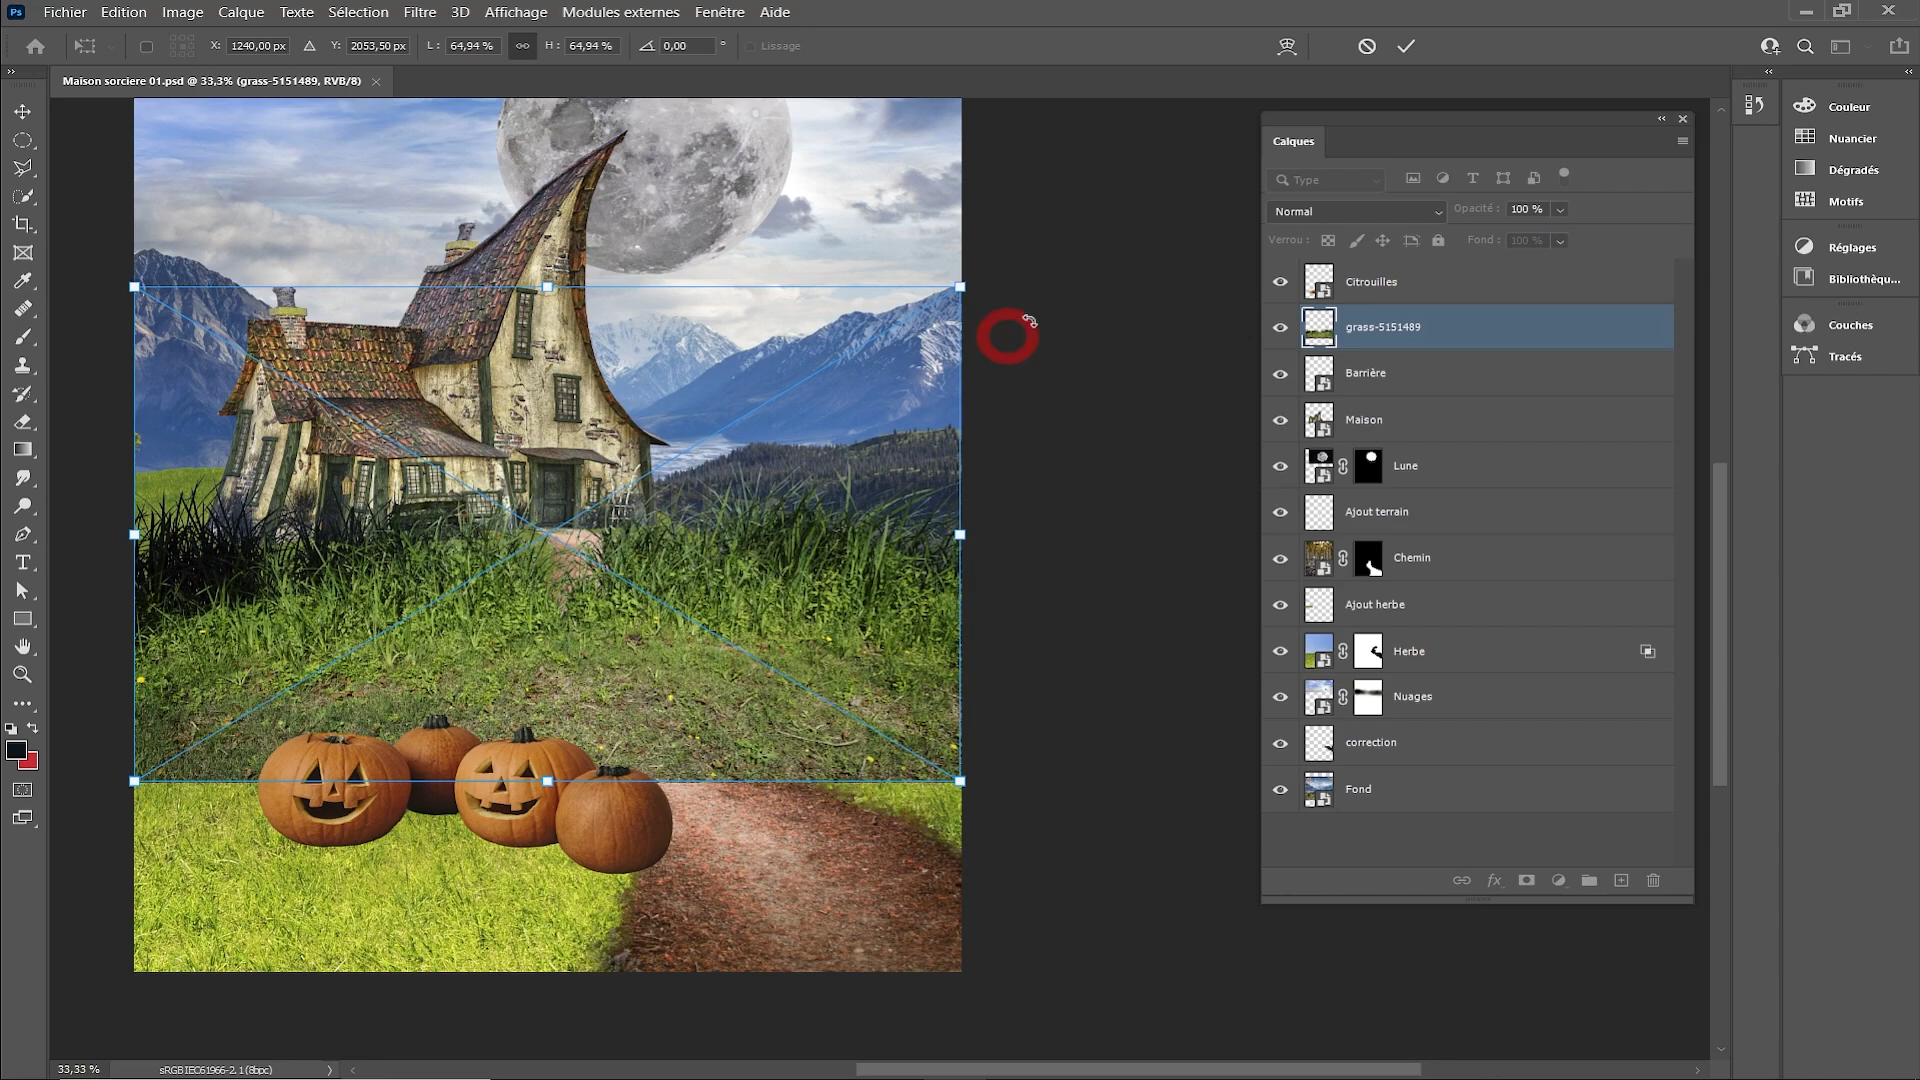 Ps Fichier Edition Image Calque Texte Sélection Filtre 3D Affichage Modules externes Fenêtre Aide
X: 1240,00 px Y: 2053,50 px L: 64,94 % H: 64,94 % 0,00 ° Lissage
Maison sorciere 01.psd @ 33,3% (grass-5151489, RVB/8)
Calques
Type
Normal Opacité : 100 %
Verrou : Fond : 100 %
Citrouilles
grass-5151489
Barrière
Maison
Lune
Ajout terrain
Chemin
Ajout herbe
Herbe
Nuages
correction
Fond
fx
Couleur
Nuancier
Dégradés
Motifs
Réglages
Bibliothèqu...
Couches
Tracés
33,33 % sRGB IEC61966-2.1 (8bpc)